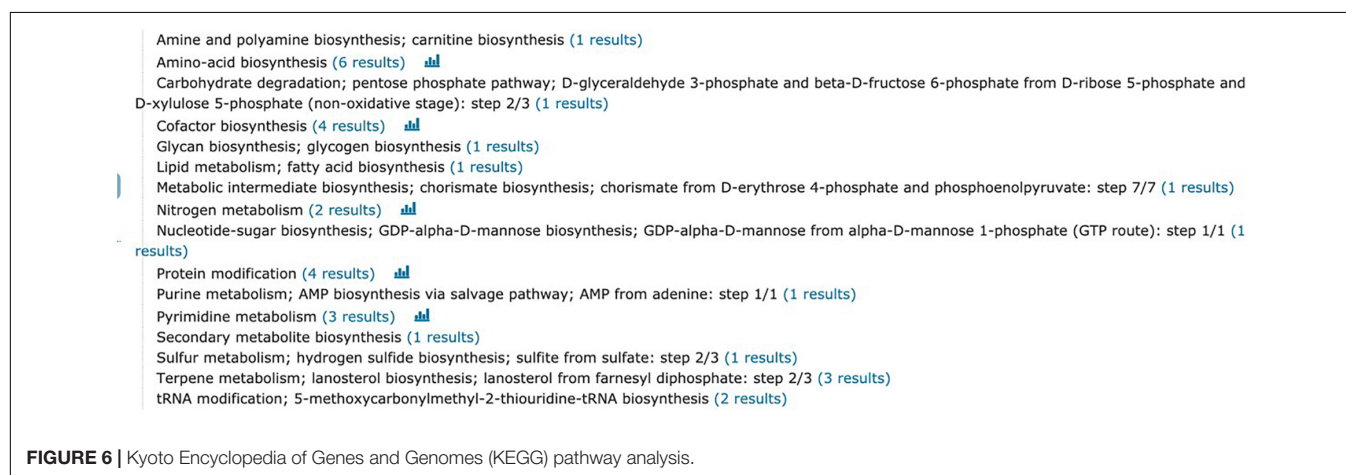 Amine and polyamine biosynthesis; carnitine biosynthesis (1 results)
Amino-acid biosynthesis (6 results)
Carbohydrate degradation; pentose phosphate pathway; D-glyceraldehyde 3-phosphate and beta-D-fructose 6-phosphate from D-ribose 5-phosphate and
D-xylulose 5-phosphate (non-oxidative stage): step 2/3 (1 results)
Cofactor biosynthesis (4 results)
Glycan biosynthesis; glycogen biosynthesis (1 results)
Lipid metabolism; fatty acid biosynthesis (1 results)
Metabolic intermediate biosynthesis; chorismate biosynthesis; chorismate from D-erythrose 4-phosphate and phosphoenolpyruvate: step 7/7 (1 results)
Nitrogen metabolism (2 results)
Nucleotide-sugar biosynthesis; GDP-alpha-D-mannose biosynthesis; GDP-alpha-D-mannose from alpha-D-mannose 1-phosphate (GTP route): step 1/1 (1
results)
Protein modification (4 results)
Purine metabolism; AMP biosynthesis via salvage pathway; AMP from adenine: step 1/1 (1 results)
Pyrimidine metabolism (3 results)
Secondary metabolite biosynthesis (1 results)
Sulfur metabolism; hydrogen sulfide biosynthesis; sulfite from sulfate: step 2/3 (1 results)
Terpene metabolism; lanosterol biosynthesis; lanosterol from farnesyl diphosphate: step 2/3 (3 results)
tRNA modification; 5-methoxycarbonylmethyl-2-thiouridine-tRNA biosynthesis (2 results)
FIGURE 6 | Kyoto Encyclopedia of Genes and Genomes (KEGG) pathway analysis.